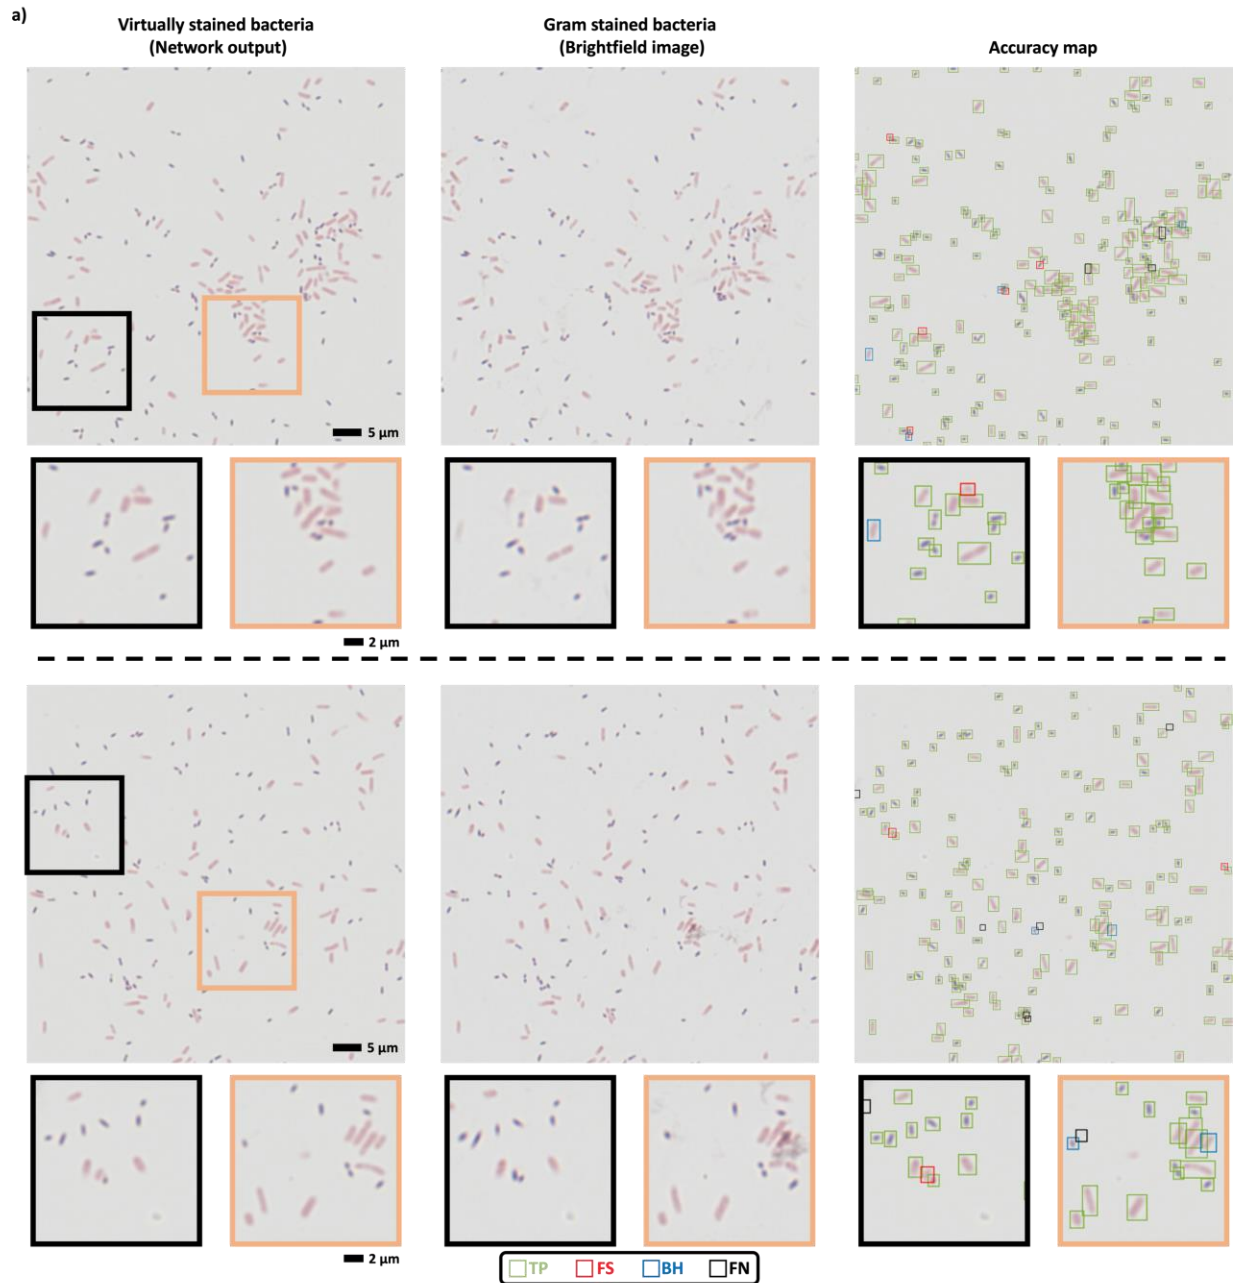 a)
Virtually stained bacteria
(Network output)
Gram stained bacteria
(Brightfield image)
Accuracy map
5 µm
2 µm
5 µm
2 µm
TP FS BH FN